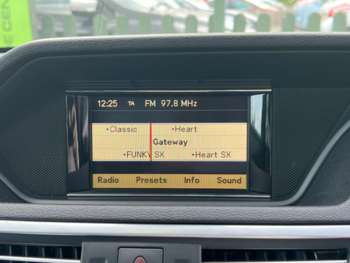 12:25 TA FM 97.8 MHz
•Classic •Heart
Gateway
•FUNKY SX •Heart SX
Radio Presets Info Sound